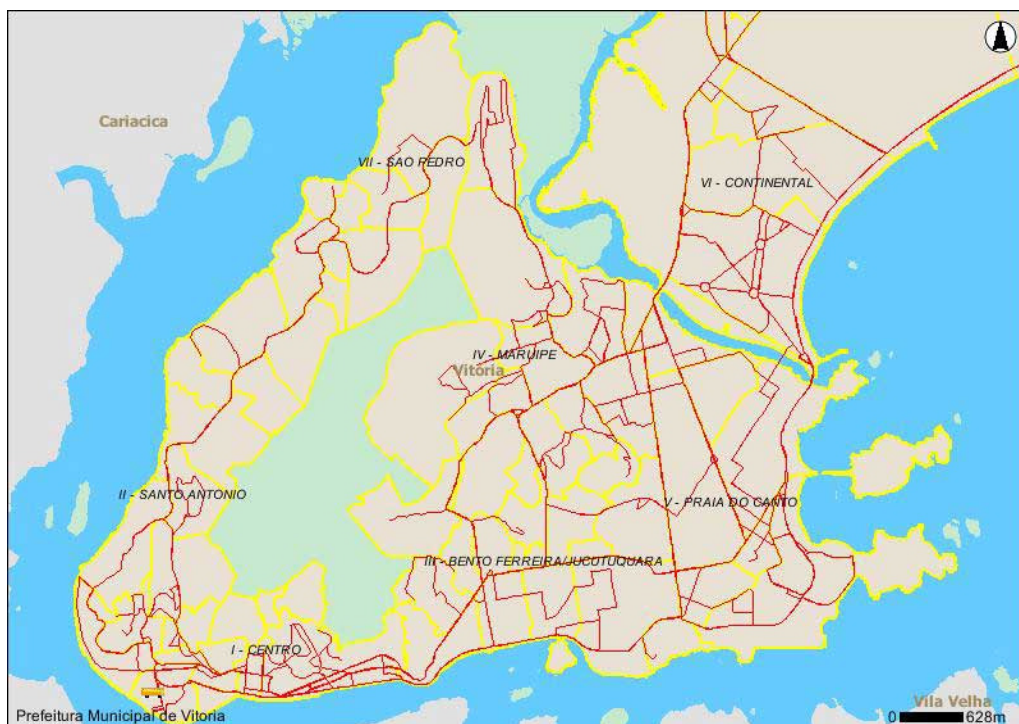 Cariacica
VII - SAO PEDRO
VI - CONTINENTAL
IV - MARUIPE
Vitória
II - SANTO ANTONIO
V - PRAIA DO CANTO
III - BENTO FERREIRA/JUCUTUQUARA
I - CENTRO
Vila Velha
Prefeitura Municipal de Vitoria
0 628m